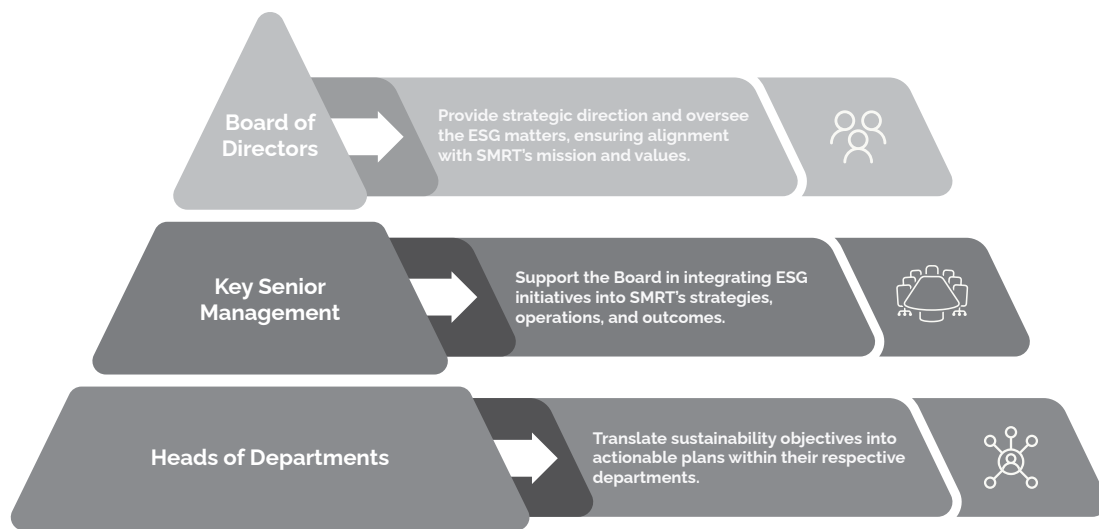 Board of
Directors
Provide strategic direction and oversee
the ESG matters, ensuring alignment
with SMRT's mission and values.
Key Senior
Management
Support the Board in integrating ESG
initiatives into SMRT's strategies,
operations, and outcomes.
Heads of Departments
Translate sustainability objectives into
actionable plans within their respective
departments.